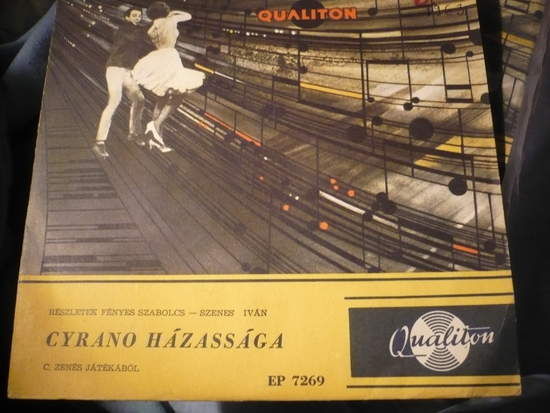 QUALITON
RÉSZLETEK FÉNYES SZABOLCS — SZENES IVÁN
CYRANO HÁZASSÁGA
C. ZENÉS JÁTÉKÁBÓL
EP 7269
Qualiton